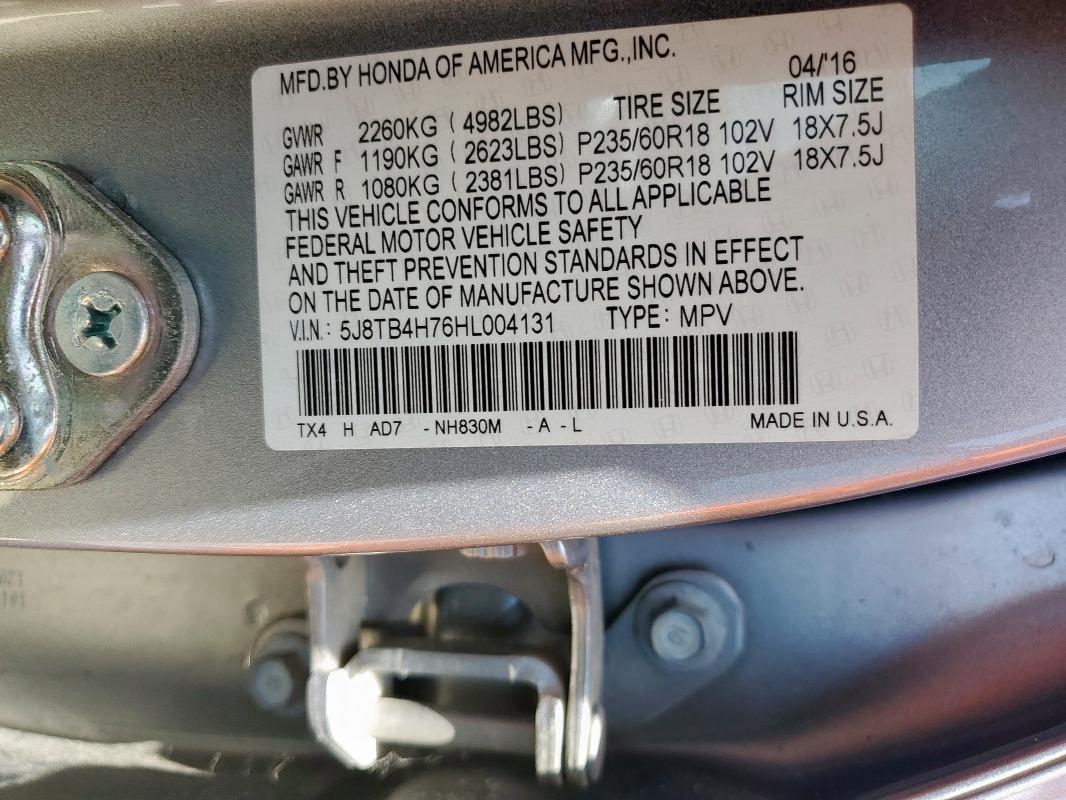 MFD.BY HONDA OF AMERICA MFG.,INC. 04/'16
GVWR 2260KG ( 4982LBS) TIRE SIZE RIM SIZE
GAWR F 1190KG ( 2623LBS) P235/60R18 102V 18X7.5J
GAWR R 1080KG ( 2381LBS) P235/60R18 102V 18X7.5J
THIS VEHICLE CONFORMS TO ALL APPLICABLE
FEDERAL MOTOR VEHICLE SAFETY
AND THEFT PREVENTION STANDARDS IN EFFECT
ON THE DATE OF MANUFACTURE SHOWN ABOVE.
V.I.N: 5J8TB4H76HL004131 TYPE: MPV
TX4 H AD7 -NH830M -A -L MADE IN U.S.A.